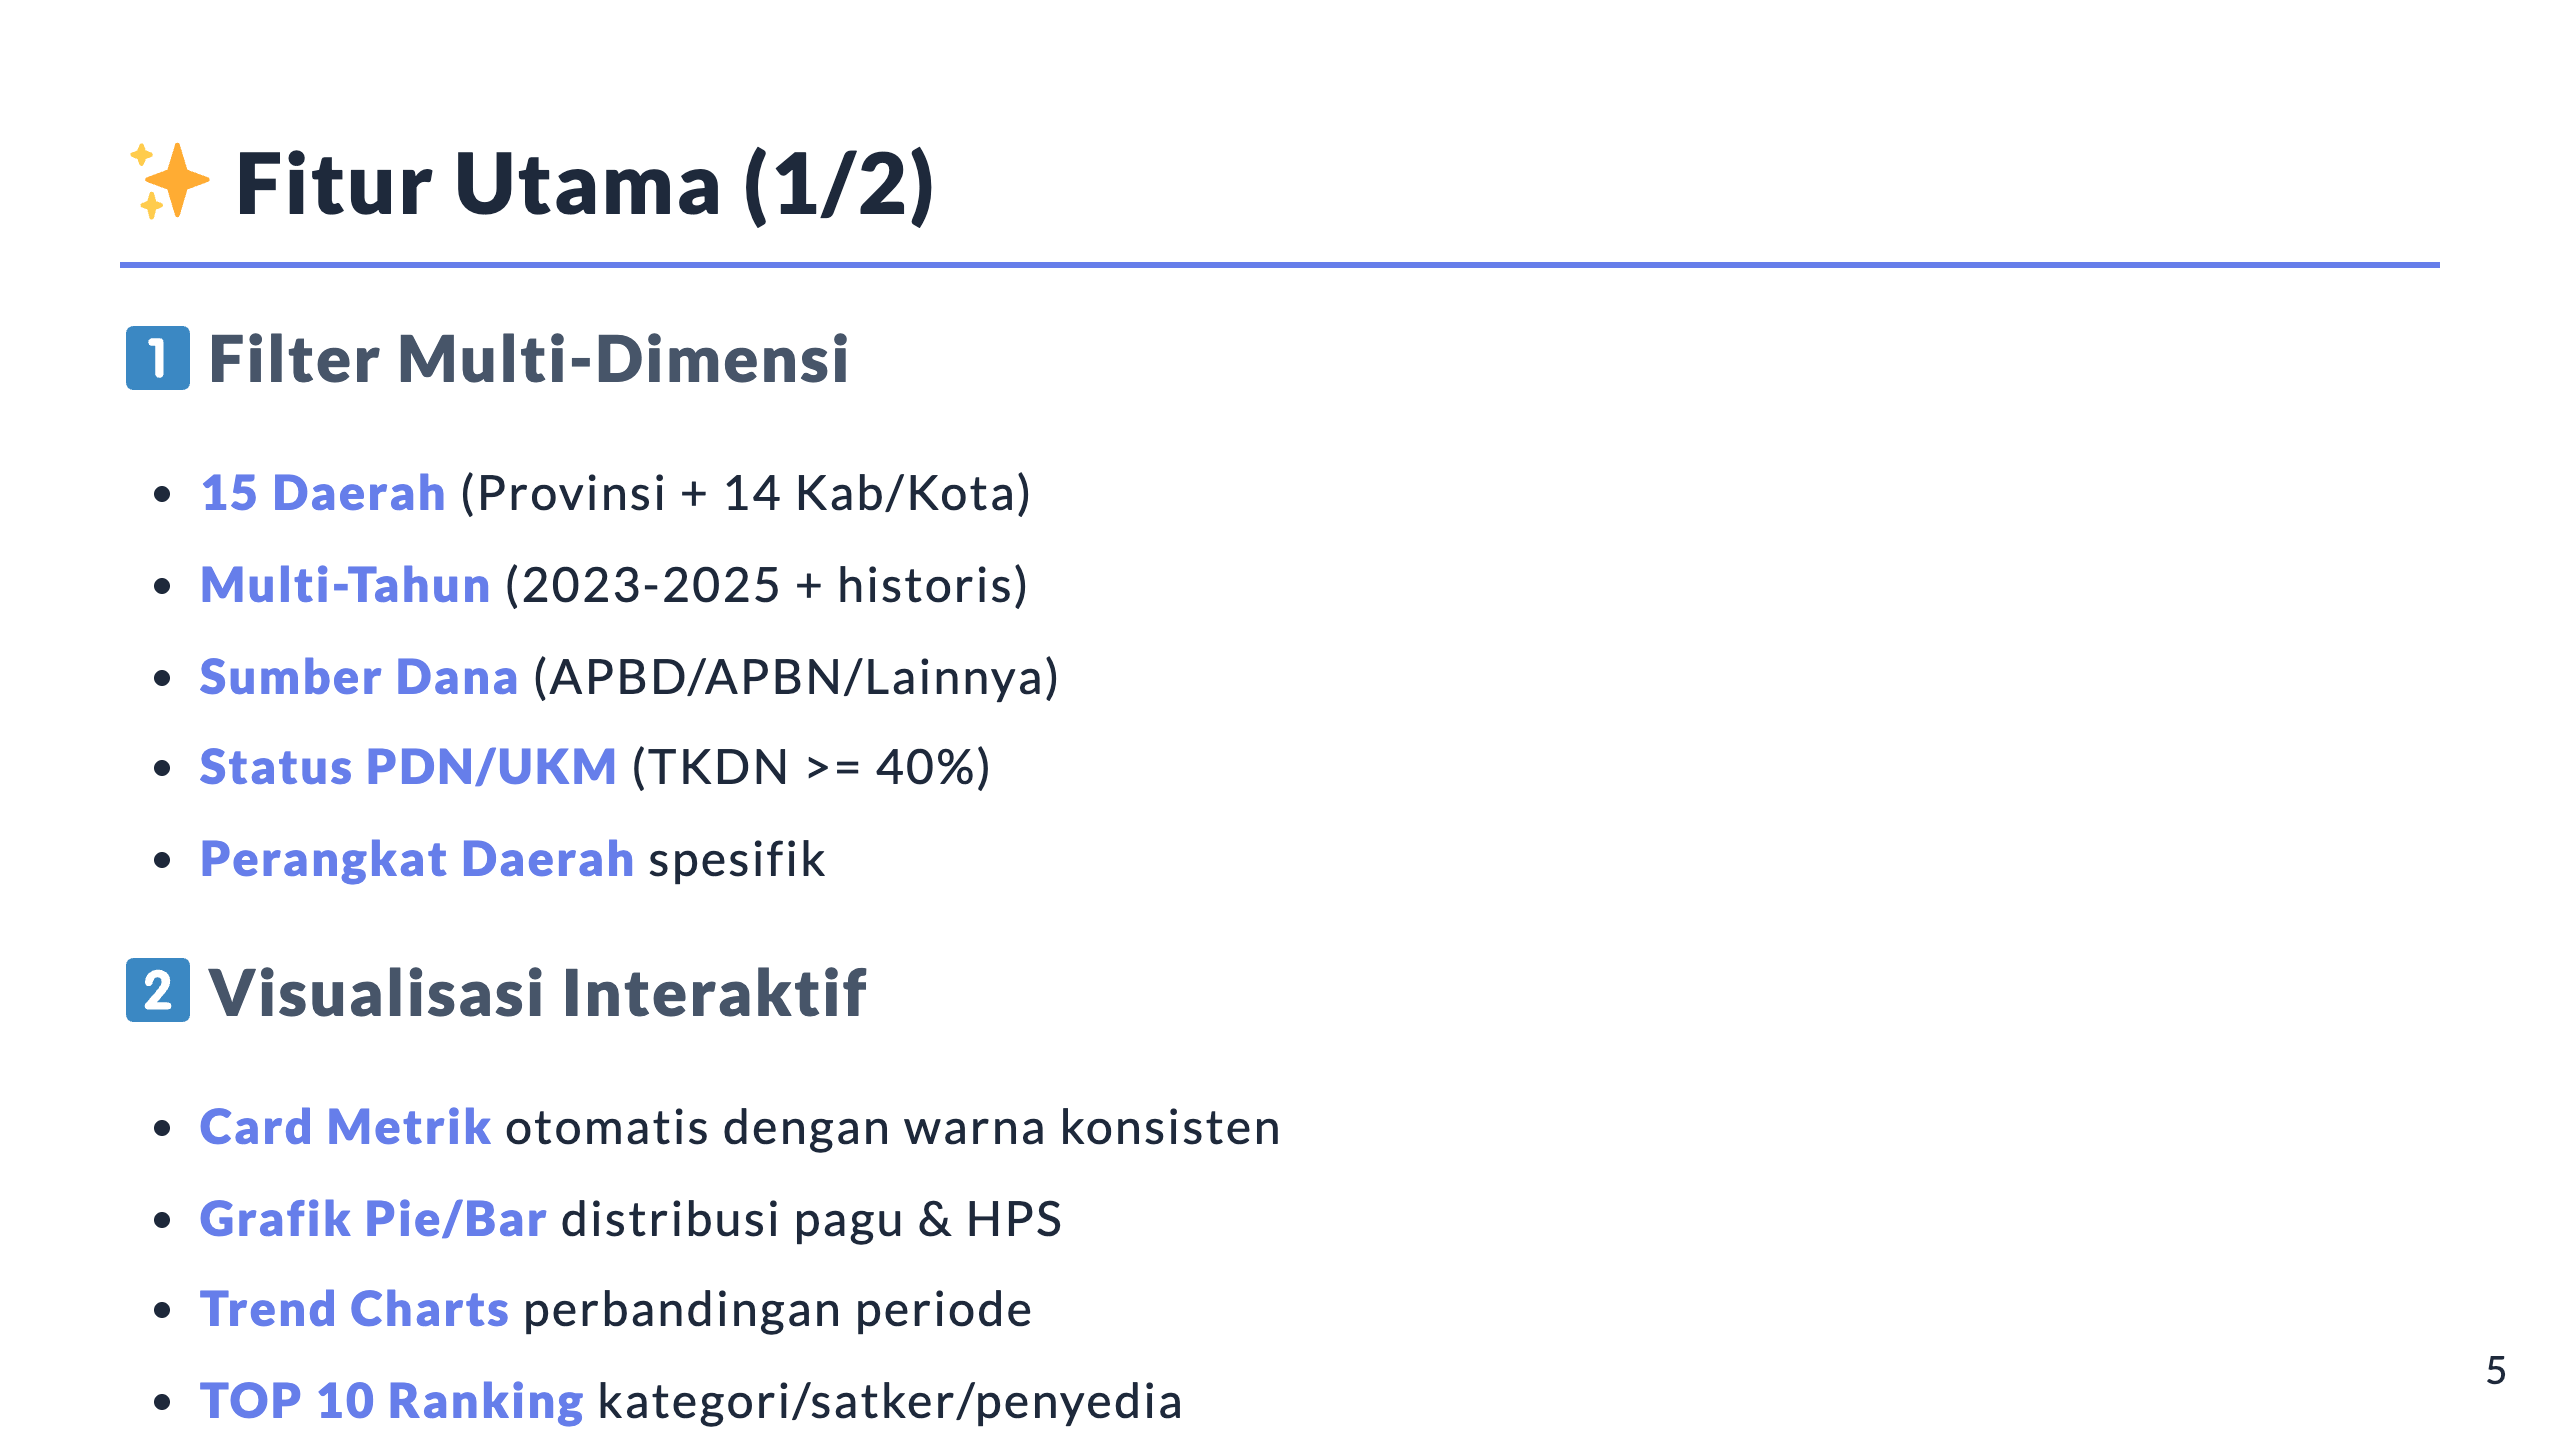 ✨ Fitur Utama (1/2)
1️⃣ Filter Multi-Dimensi
• 15 Daerah (Provinsi + 14 Kab/Kota)
• Multi-Tahun (2023-2025 + historis)
• Sumber Dana (APBD/APBN/Lainnya)
• Status PDN/UKM (TKDN >= 40%)
• Perangkat Daerah spesifik
2️⃣ Visualisasi Interaktif
• Card Metrik otomatis dengan warna konsisten
• Grafik Pie/Bar distribusi pagu & HPS
• Trend Charts perbandingan periode
• TOP 10 Ranking kategori/satker/penyedia
5